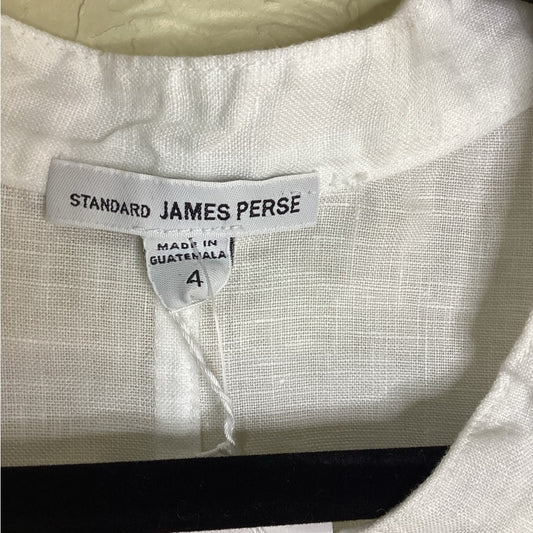 STANDARD JAMES PERSE
MADE IN
GUATEMALA
4